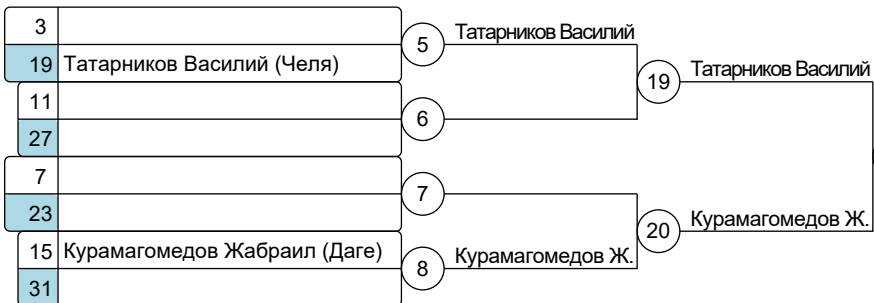 3
19 Татарников Василий (Челя)
11
27
7
23
15 Курамагомедов Жабраил (Даге)
31
5 Татарников Василий
6
7
8 Курамагомедов Ж.
19 Татарников Василий
20 Курамагомедов Ж.